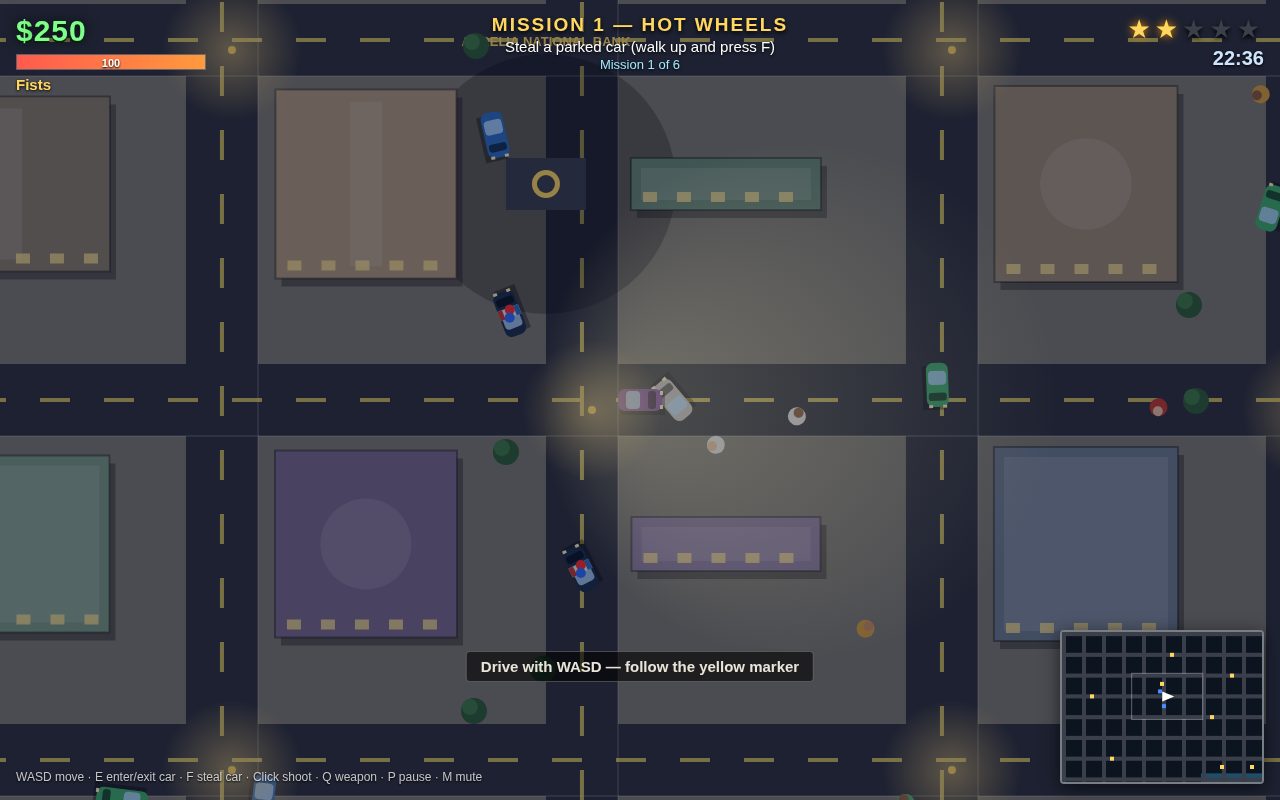 $250
100
Fists
MISSION 1 — HOT WHEELS
NATIONAL BANK
Steal a parked car (walk up and press F)
Mission 1 of 6
22:36
Drive with WASD — follow the yellow marker
WASD move · E enter/exit car · F steal car · Click shoot · Q weapon · P pause · M mute